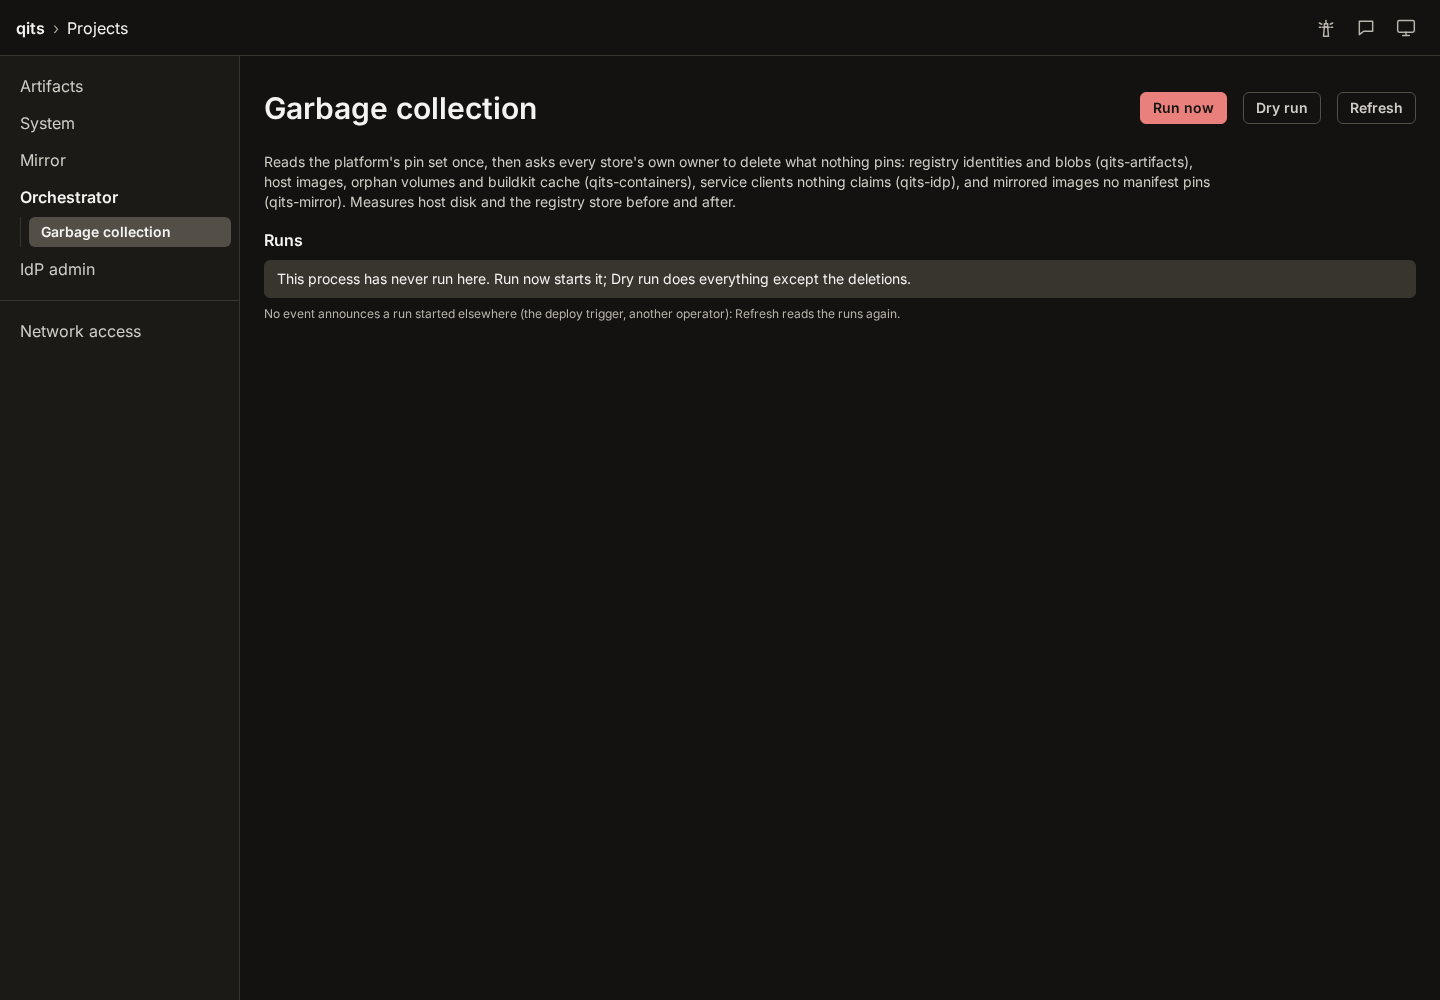 qits › Projects
Artifacts
System
Mirror
Orchestrator
Garbage collection
IdP admin
Network access
Garbage collection
Run now
Dry run
Refresh
Reads the platform's pin set once, then asks every store's own owner to delete what nothing pins: registry identities and blobs (qits-artifacts),
host images, orphan volumes and buildkit cache (qits-containers), service clients nothing claims (qits-idp), and mirrored images no manifest pins
(qits-mirror). Measures host disk and the registry store before and after.
Runs
This process has never run here. Run now starts it; Dry run does everything except the deletions.
No event announces a run started elsewhere (the deploy trigger, another operator): Refresh reads the runs again.